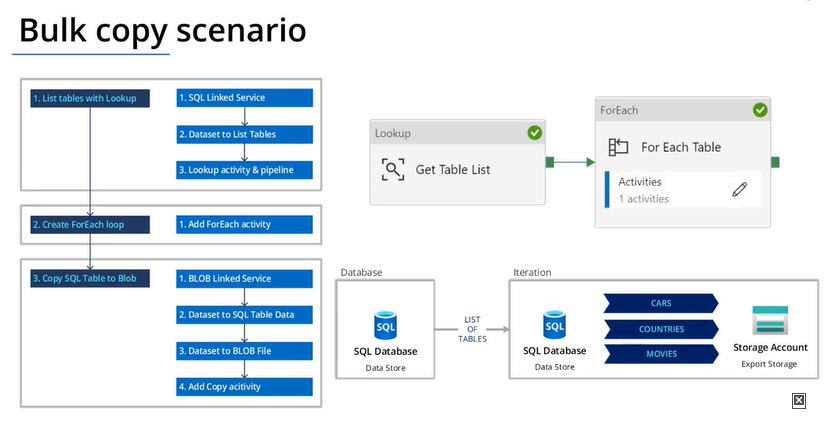 Bulk copy scenario
1. List tables with Lookup
1. SQL Linked Service
2. Dataset to List Tables
3. Lookup activity & pipeline
2. Create ForEach loop
1. Add ForEach activity
3. Copy SQL Table to Blob
1. BLOB Linked Service
2. Dataset to SQL Table Data
3. Dataset to BLOB File
4. Add Copy acitivity
Lookup
Get Table List
ForEach
For Each Table
Activities
1 activities
Database
SQL
SQL Database
Data Store
LIST
OF
TABLES
Iteration
SQL
SQL Database
Data Store
CARS
COUNTRIES
MOVIES
Storage Account
Export Storage